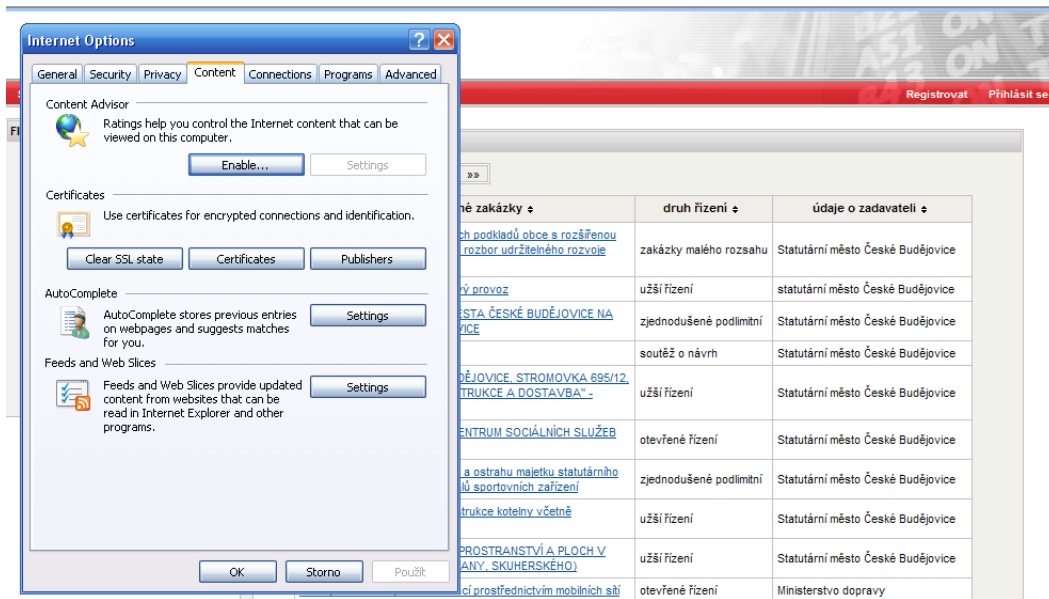 Internet Options
General Security Privacy Content Connections Programs Advanced
Content Advisor
Ratings help you control the Internet content that can be
viewed on this computer.
Enable... Settings
Certificates
Use certificates for encrypted connections and identification.
Clear SSL state Certificates Publishers
AutoComplete
AutoComplete stores previous entries
on webpages and suggests matches
for you.
Settings
Feeds and Web Slices
Feeds and Web Slices provide updated
content from websites that can be
read in Internet Explorer and other
programs.
Settings
OK Storno Použít
A51 ON
ON
Registrovat Přihlásit se
»»
né zakázky druh řízení údaje o zadavateli
ch podkladů obce s rozšířenou
rozbor udržitelného rozvoje
zakázky malého rozsahu Statutární město České Budějovice
vý provoz užší řízení statutární město České Budějovice
ĚSTA ČESKÉ BUDĚJOVICE NA
VICE
zjednodušené podlimitní Statutární město České Budějovice
soutěž o návrh Statutární město České Budějovice
DĚJOVICE, STROMOVKA 695/12,
TRUKCE A DOSTAVBA" -
užší řízení Statutární město České Budějovice
ENTRUM SOCIÁLNÍCH SLUŽEB
otevřené řízení Statutární město České Budějovice
a ostrahu majetku statutárního
lů sportovních zařízení
zjednodušené podlimitní Statutární město České Budějovice
trukce kotelny včetně
užší řízení Statutární město České Budějovice
PROSTRANSTVÍ A PLOCH V
ANY, SKUHERSKÉHO)
užší řízení Statutární město České Budějovice
cí prostřednictvím mobilních sítí otevřené řízení Ministerstvo dopravy